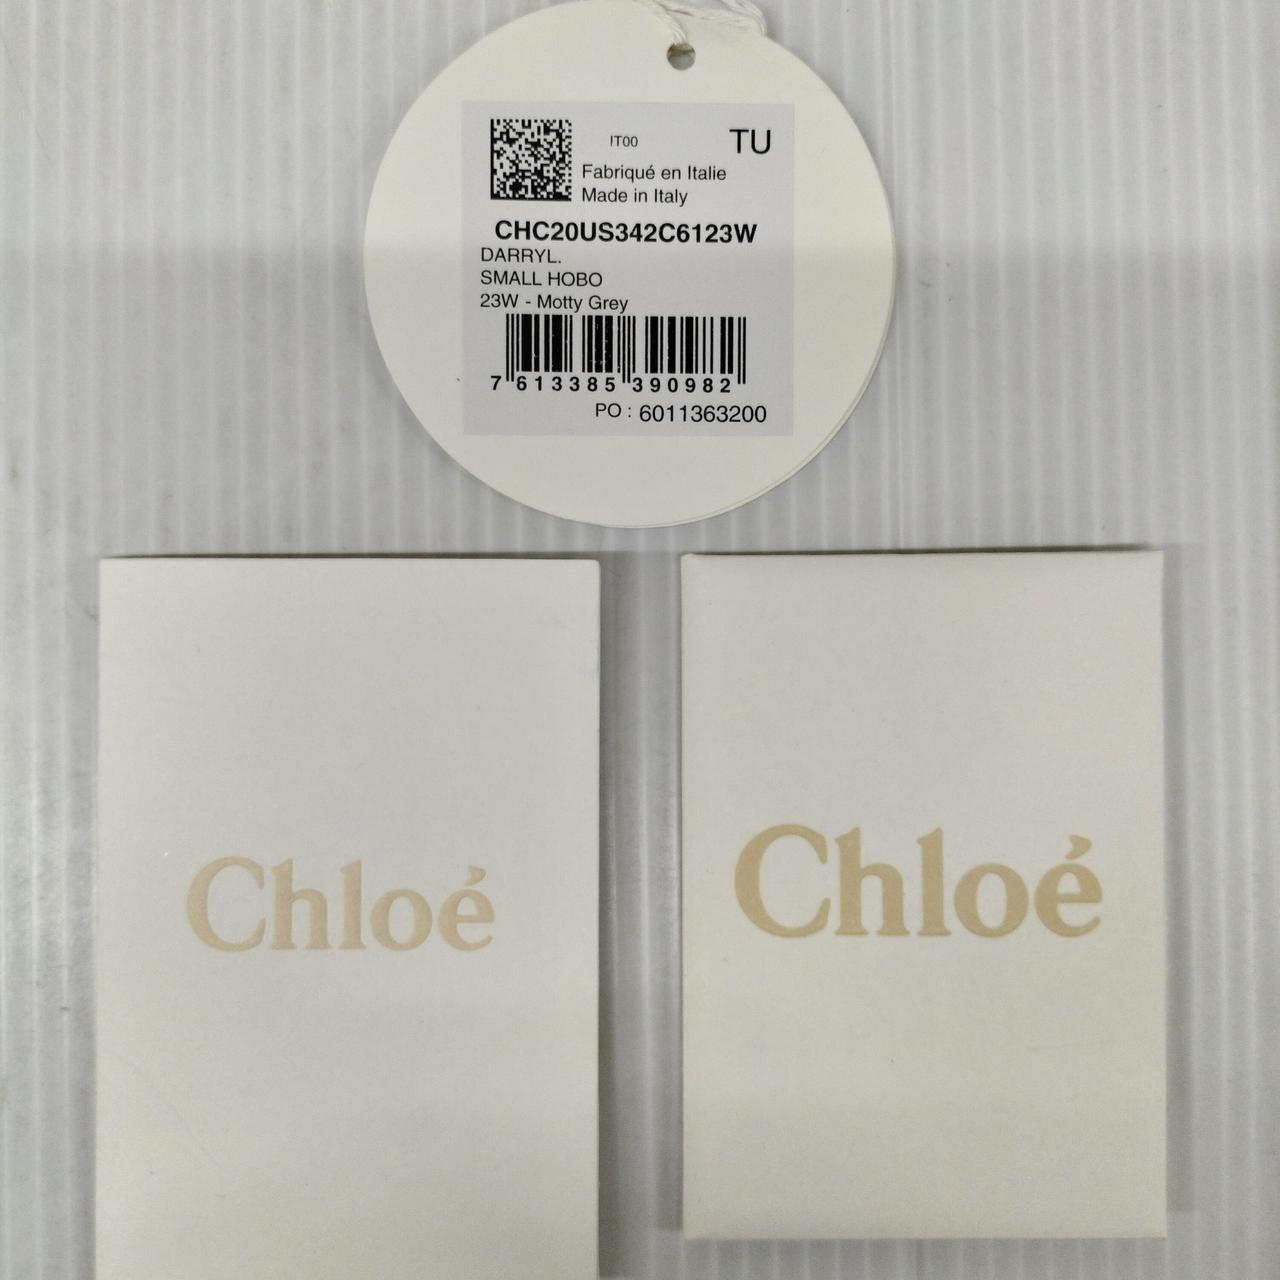 IT00 TU
Fabriqué en Italie
Made in Italy
CHC20US342C6123W
DARRYL.
SMALL HOBO
23W - Motty Grey
7 613385 390982
PO : 6011363200
Chloé
Chloé